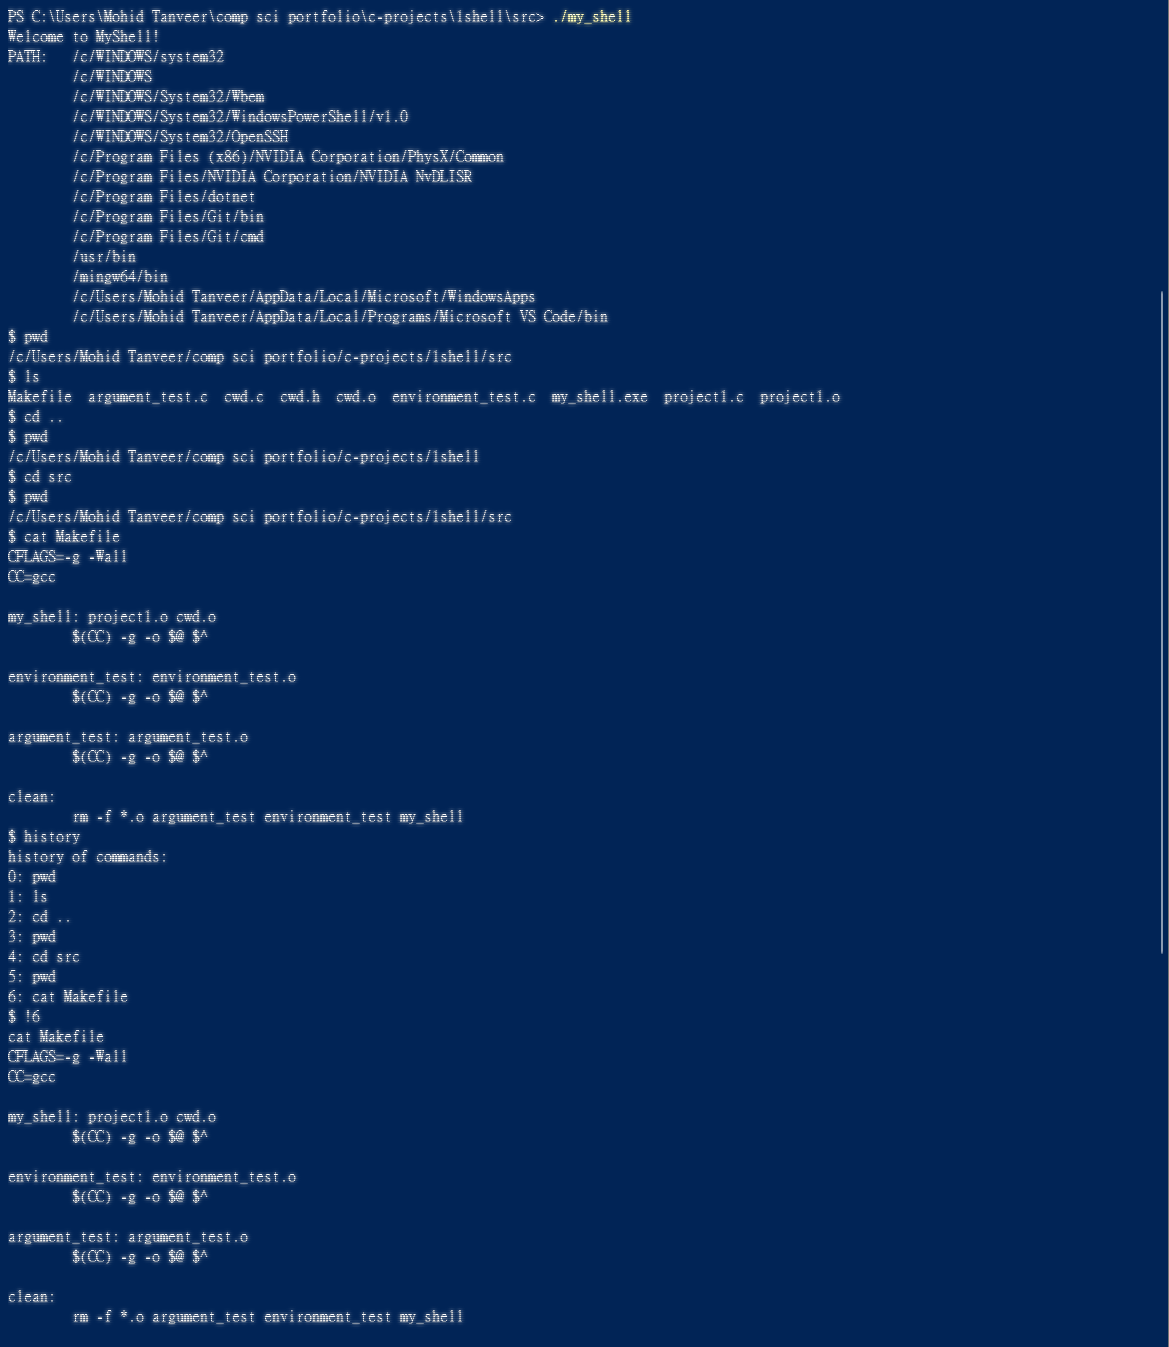 PS C:\Users\Mohid Tanveer\comp sci portfolio\c-projects\lshell\src> ./my_shell
Welcome to MyShell!
PATH:   /c/WINDOWS/system32
        /c/WINDOWS
        /c/WINDOWS/System32/Wbem
        /c/WINDOWS/System32/WindowsPowerShell/v1.0
        /c/WINDOWS/System32/OpenSSH
        /c/Program Files (x86)/NVIDIA Corporation/PhysX/Common
        /c/Program Files/NVIDIA Corporation/NVIDIA NvDLISR
        /c/Program Files/dotnet
        /c/Program Files/Git/bin
        /c/Program Files/Git/cmd
        /usr/bin
        /mingw64/bin
        /c/Users/Mohid Tanveer/AppData/Local/Microsoft/WindowsApps
        /c/Users/Mohid Tanveer/AppData/Local/Programs/Microsoft VS Code/bin
$ pwd
/c/Users/Mohid Tanveer/comp sci portfolio/c-projects/lshell/src
$ ls
Makefile  argument_test.c  cwd.c  cwd.h  cwd.o  environment_test.c  my_shell.exe  project1.c  project1.o
$ cd ..
$ pwd
/c/Users/Mohid Tanveer/comp sci portfolio/c-projects/lshell
$ cd src
$ pwd
/c/Users/Mohid Tanveer/comp sci portfolio/c-projects/lshell/src
$ cat Makefile
CFLAGS=-g -Wall
CC=gcc

my_shell: project1.o cwd.o
        $(CC) -g -o $@ $^

environment_test: environment_test.o
        $(CC) -g -o $@ $^

argument_test: argument_test.o
        $(CC) -g -o $@ $^

clean:
        rm -f *.o argument_test environment_test my_shell
$ history
history of commands:
0: pwd
1: ls
2: cd ..
3: pwd
4: cd src
5: pwd
6: cat Makefile
$ !6
cat Makefile
CFLAGS=-g -Wall
CC=gcc

my_shell: project1.o cwd.o
        $(CC) -g -o $@ $^

environment_test: environment_test.o
        $(CC) -g -o $@ $^

argument_test: argument_test.o
        $(CC) -g -o $@ $^

clean:
        rm -f *.o argument_test environment_test my_shell